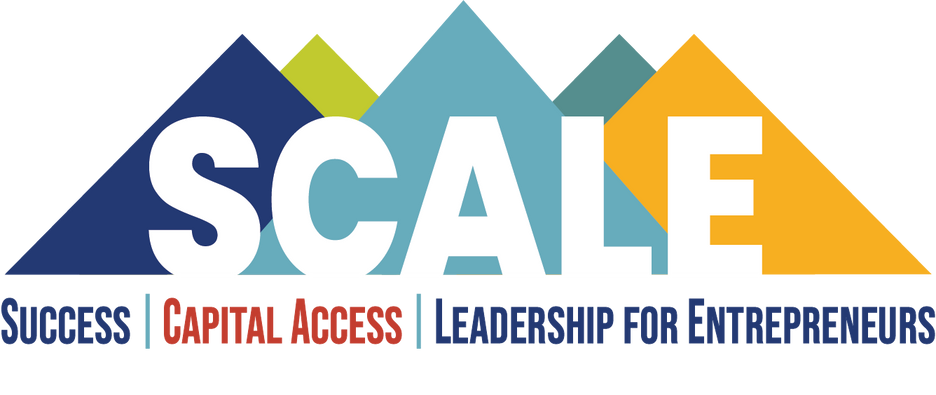 SCALE
Success | Capital Access | Leadership for Entrepreneurs